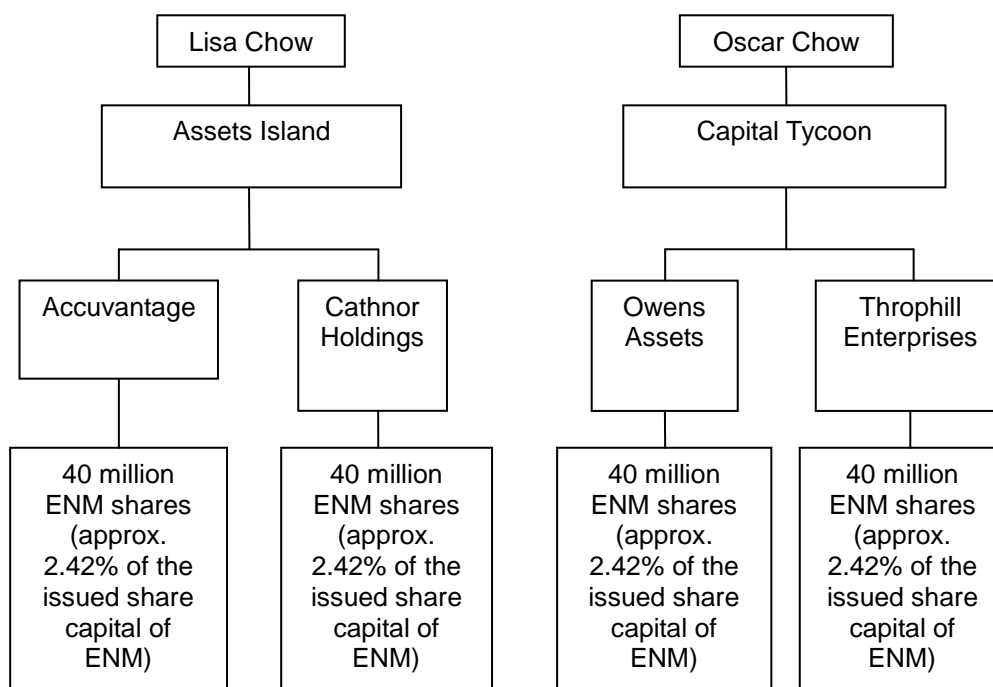 Lisa Chow
Oscar Chow
Assets Island
Capital Tycoon
Accuvantage
Cathnor
Holdings
Owens
Assets
Throphill
Enterprises
40 million
ENM shares
(approx.
2.42% of the
issued share
capital of
ENM)
40 million
ENM shares
(approx.
2.42% of the
issued share
capital of
ENM)
40 million
ENM shares
(approx.
2.42% of the
issued share
capital of
ENM)
40 million
ENM shares
(approx.
2.42% of the
issued share
capital of
ENM)